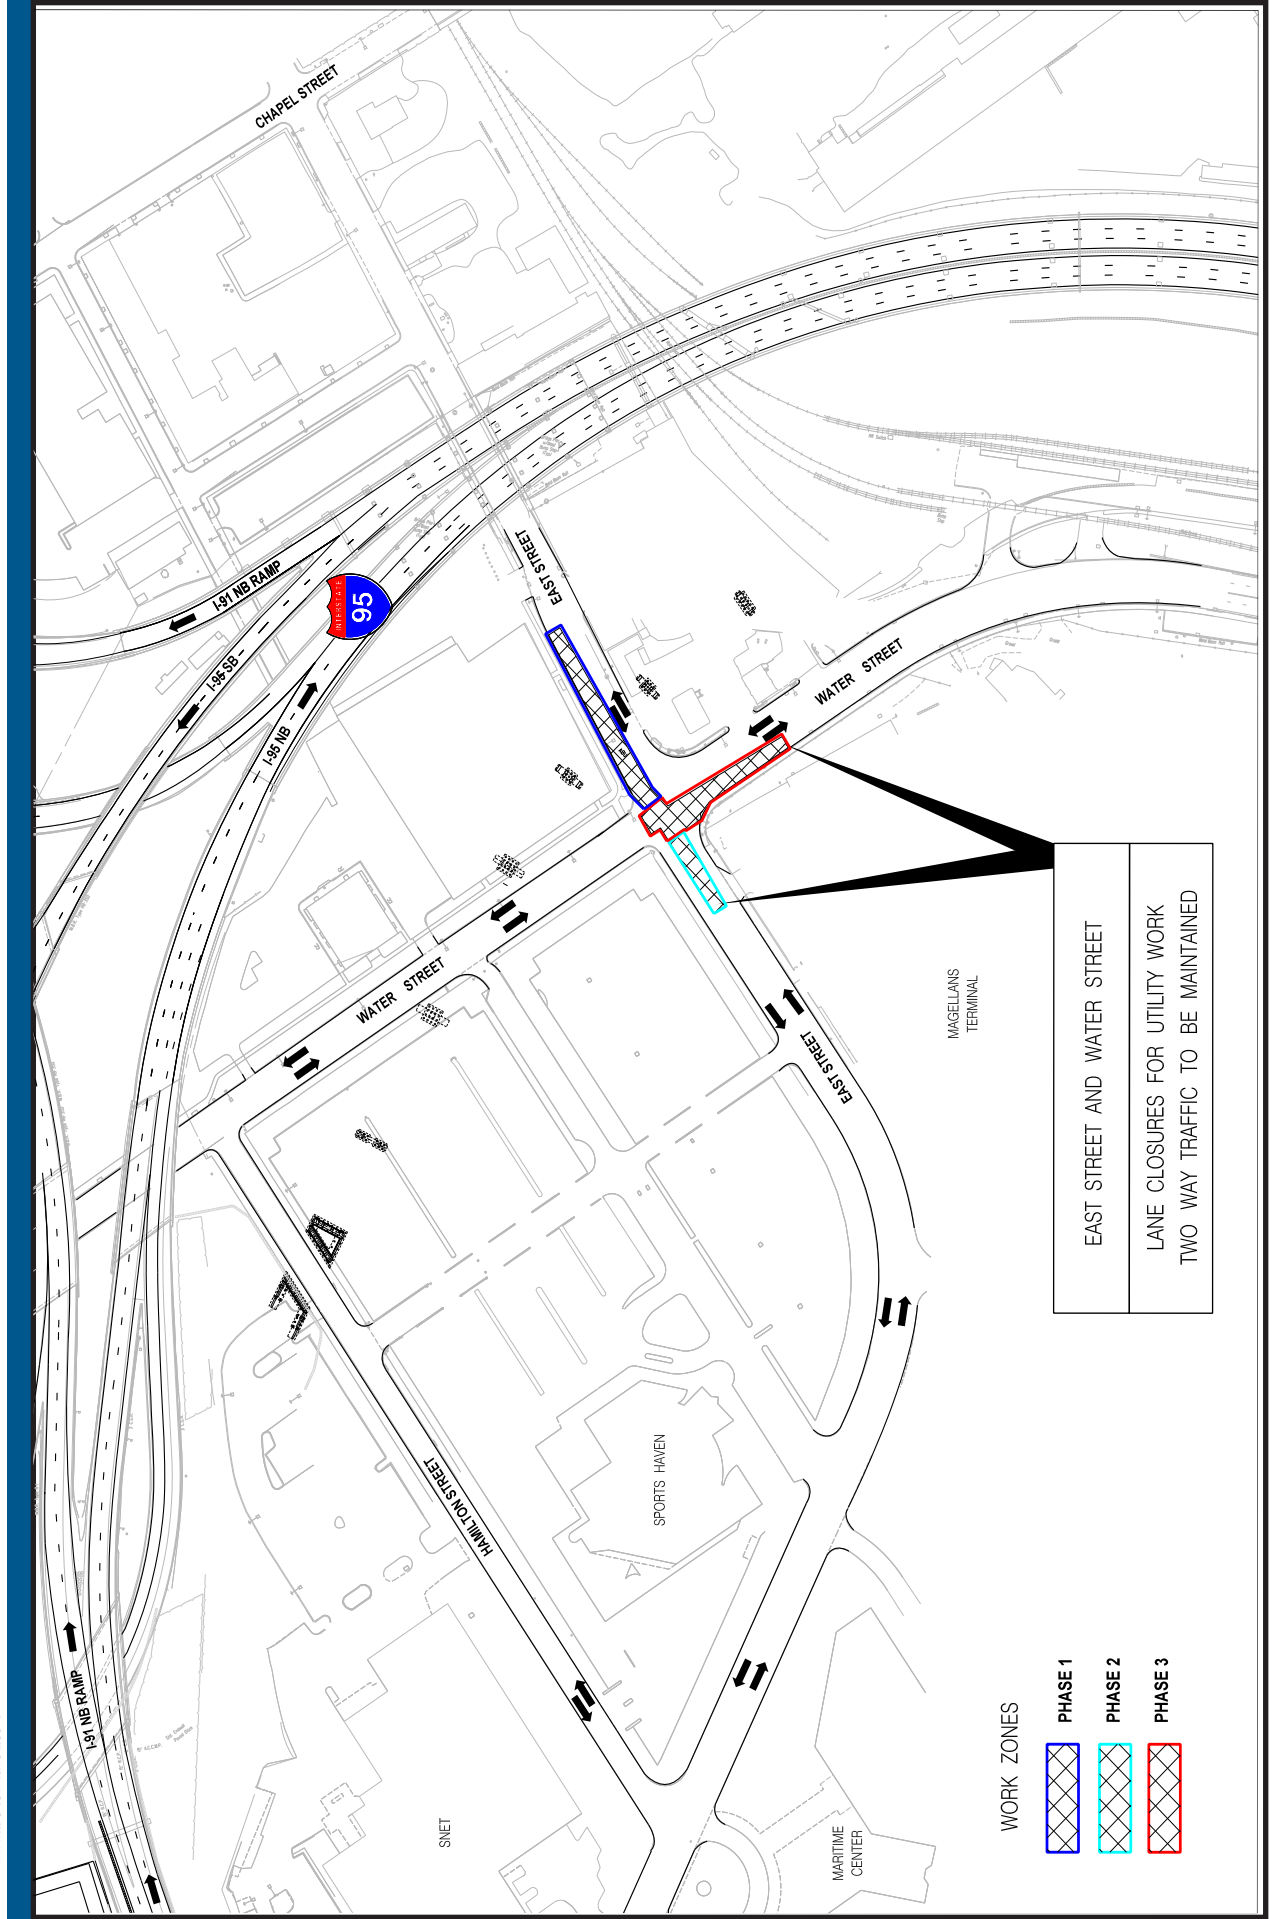 CHAPEL STREET
I-91 NB RAMP
I-95 SB
INTERSTATE
95
I-95 NB
EAST STREET
WATER STREET
WATER STREET
EAST STREET
MAGELLANS
TERMINAL
HAMILTON STREET
SPORTS HAVEN
I-91 NB RAMP
SNET
MARITIME
CENTER
EAST STREET AND WATER STREET
LANE CLOSURES FOR UTILITY WORK
TWO WAY TRAFFIC TO BE MAINTAINED
WORK ZONES
PHASE 1
PHASE 2
PHASE 3